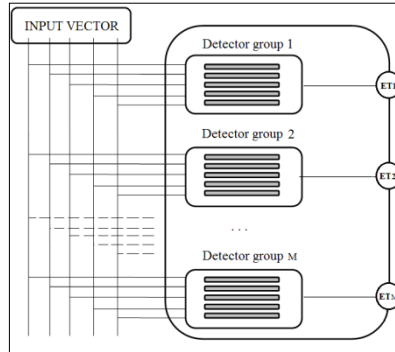 INPUT VECTOR
Detector group 1
ET1
Detector group 2
ET2
. . .
Detector group M
ETM